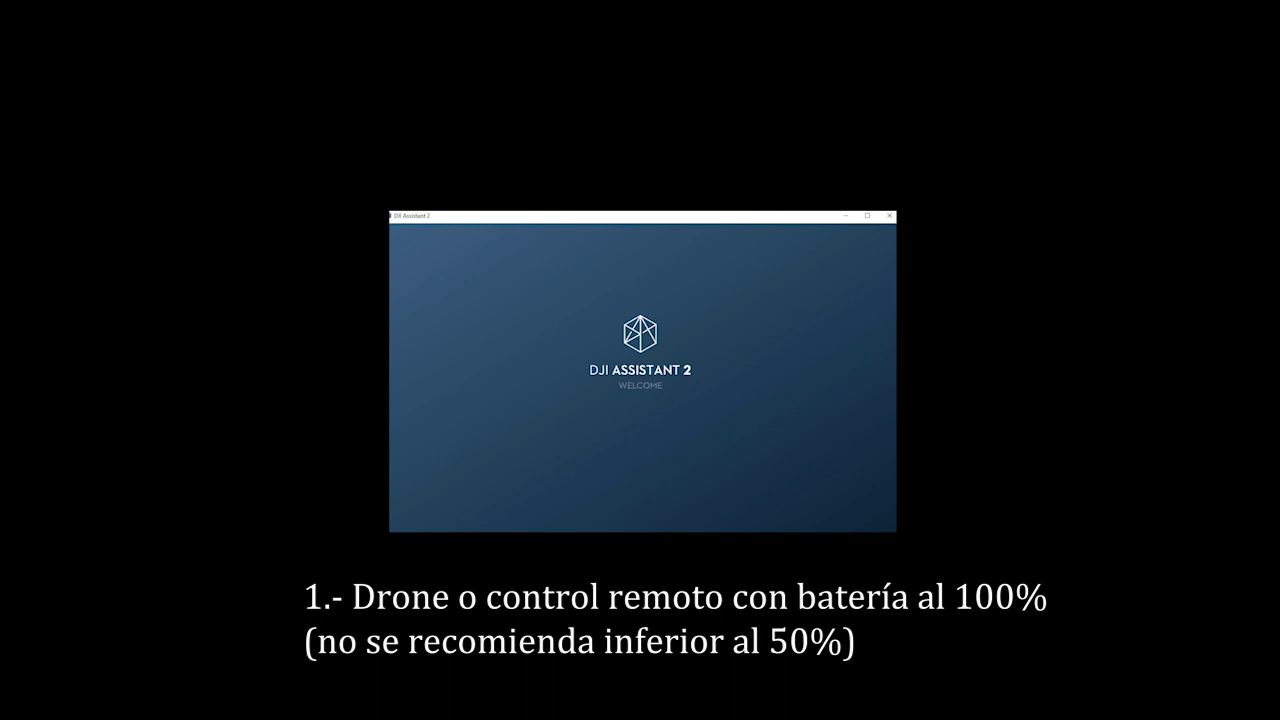 DJI Assistant 2
DJI ASSISTANT 2
WELCOME
1.- Drone o control remoto con batería al 100%
(no se recomienda inferior al 50%)